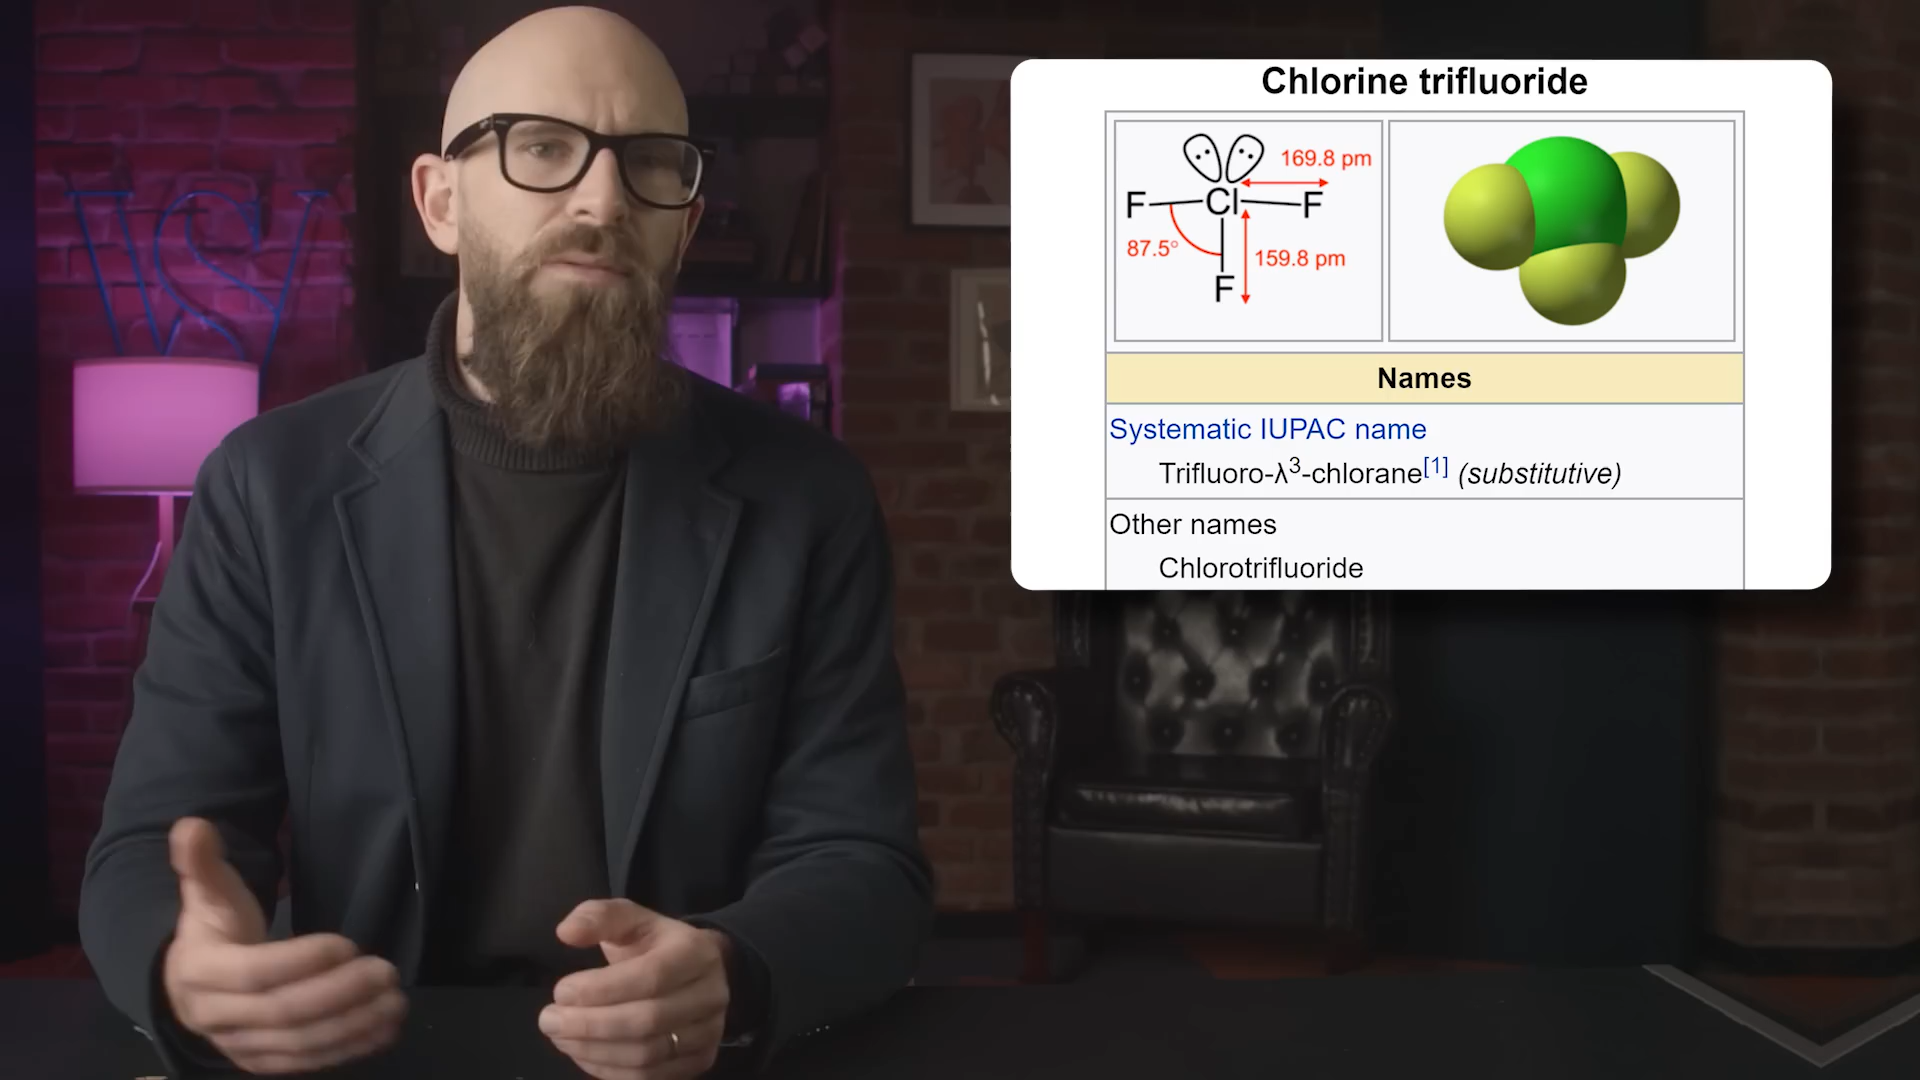 SW
Chlorine trifluoride
169.8 pm
F Cl F
87.5°
159.8 pm
F
Names
Systematic IUPAC name
Trifluoro-λ³-chlorane[1] (substitutive)
Other names
Chlorotrifluoride